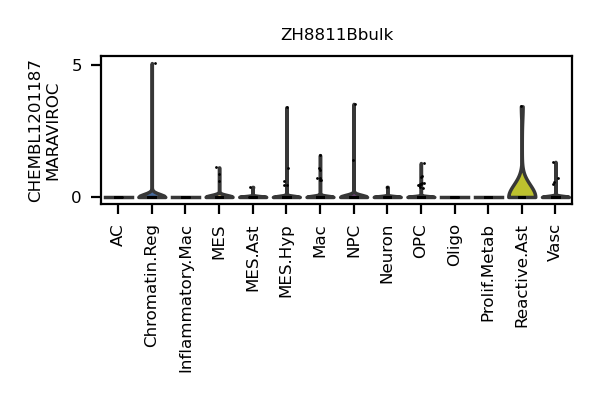 ZH8811Bbulk
CHEMBL1201187
MARAVIROC
5
0
AC
Chromatin.Reg
Inflammatory.Mac
MES
MES.Ast
MES.Hyp
Mac
NPC
Neuron
OPC
Oligo
Prolif.Metab
Reactive.Ast
Vasc